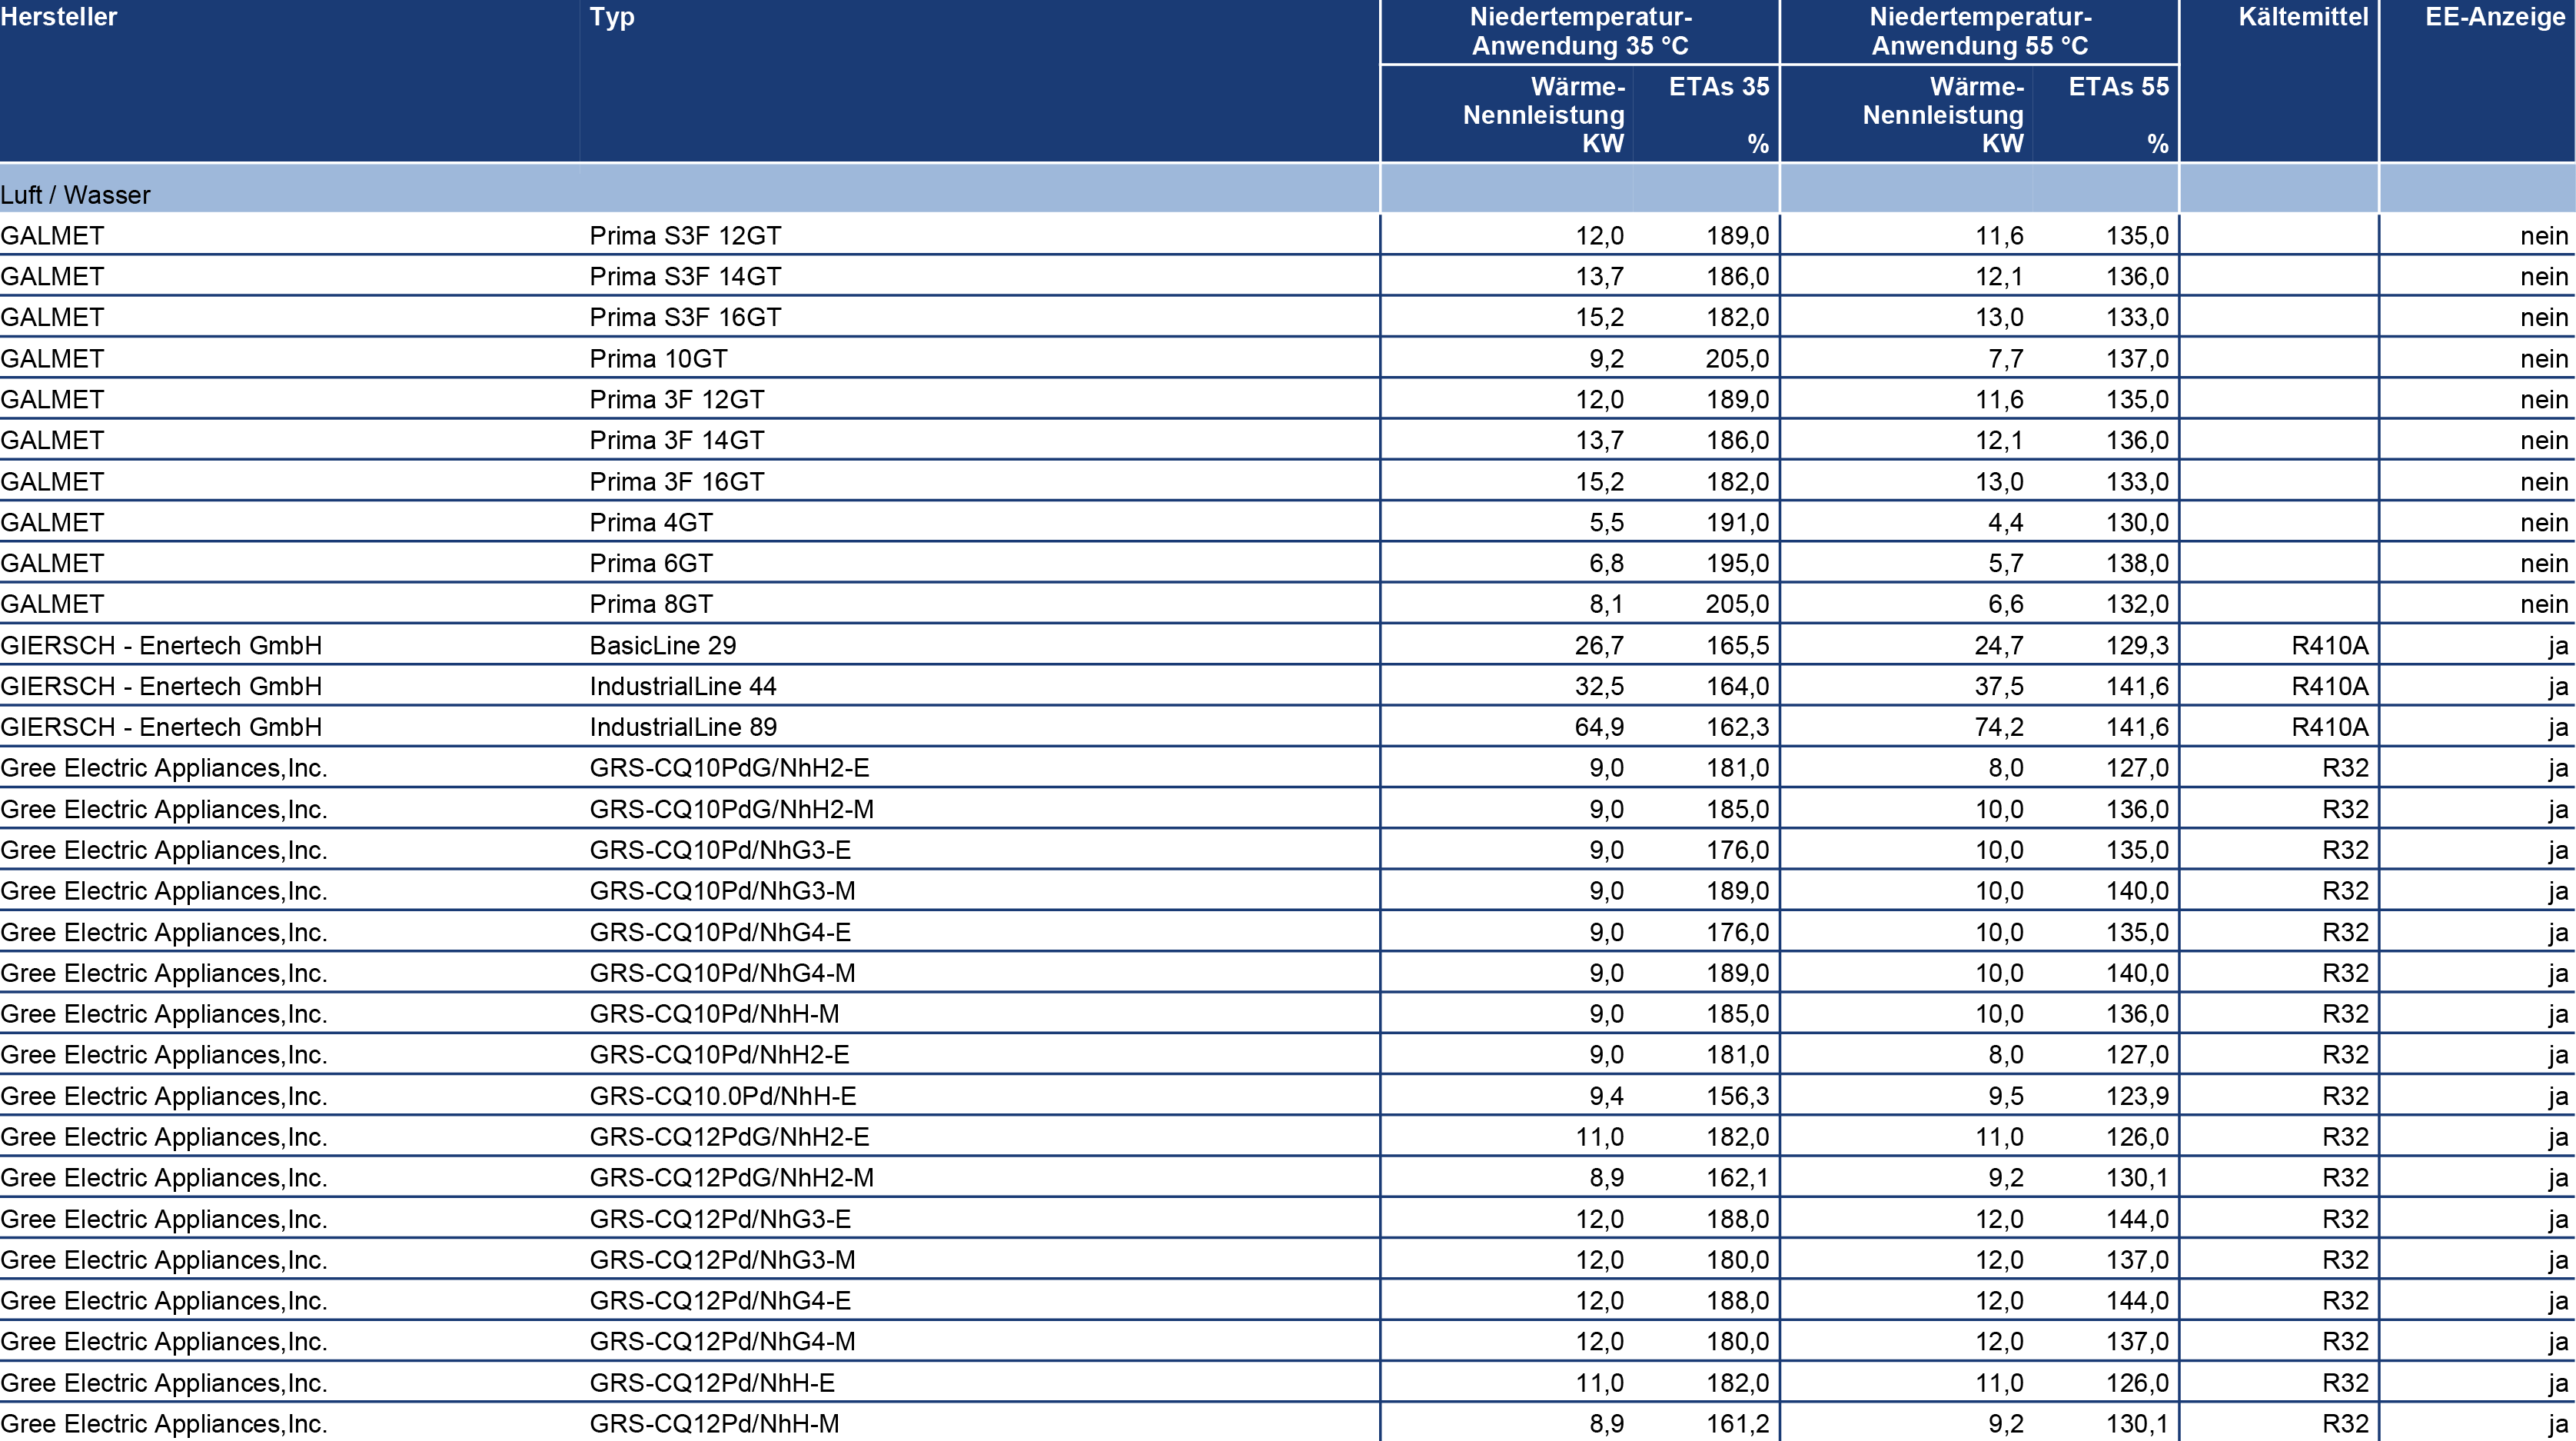 Hersteller Typ Niedertemperatur- Niedertemperatur- Kältemittel EE-Anzeige
Anwendung 35 °C Anwendung 55 °C
Wärme- ETAs 35 Wärme- ETAs 55
Nennleistung Nennleistung
KW % KW %
Luft / Wasser
GALMET Prima S3F 12GT 12,0 189,0 11,6 135,0 nein
GALMET Prima S3F 14GT 13,7 186,0 12,1 136,0 nein
GALMET Prima S3F 16GT 15,2 182,0 13,0 133,0 nein
GALMET Prima 10GT 9,2 205,0 7,7 137,0 nein
GALMET Prima 3F 12GT 12,0 189,0 11,6 135,0 nein
GALMET Prima 3F 14GT 13,7 186,0 12,1 136,0 nein
GALMET Prima 3F 16GT 15,2 182,0 13,0 133,0 nein
GALMET Prima 4GT 5,5 191,0 4,4 130,0 nein
GALMET Prima 6GT 6,8 195,0 5,7 138,0 nein
GALMET Prima 8GT 8,1 205,0 6,6 132,0 nein
GIERSCH - Enertech GmbH BasicLine 29 26,7 165,5 24,7 129,3 R410A ja
GIERSCH - Enertech GmbH IndustrialLine 44 32,5 164,0 37,5 141,6 R410A ja
GIERSCH - Enertech GmbH IndustrialLine 89 64,9 162,3 74,2 141,6 R410A ja
Gree Electric Appliances,Inc. GRS-CQ10PdG/NhH2-E 9,0 181,0 8,0 127,0 R32 ja
Gree Electric Appliances,Inc. GRS-CQ10PdG/NhH2-M 9,0 185,0 10,0 136,0 R32 ja
Gree Electric Appliances,Inc. GRS-CQ10Pd/NhG3-E 9,0 176,0 10,0 135,0 R32 ja
Gree Electric Appliances,Inc. GRS-CQ10Pd/NhG3-M 9,0 189,0 10,0 140,0 R32 ja
Gree Electric Appliances,Inc. GRS-CQ10Pd/NhG4-E 9,0 176,0 10,0 135,0 R32 ja
Gree Electric Appliances,Inc. GRS-CQ10Pd/NhG4-M 9,0 189,0 10,0 140,0 R32 ja
Gree Electric Appliances,Inc. GRS-CQ10Pd/NhH-M 9,0 185,0 10,0 136,0 R32 ja
Gree Electric Appliances,Inc. GRS-CQ10Pd/NhH2-E 9,0 181,0 8,0 127,0 R32 ja
Gree Electric Appliances,Inc. GRS-CQ10.0Pd/NhH-E 9,4 156,3 9,5 123,9 R32 ja
Gree Electric Appliances,Inc. GRS-CQ12PdG/NhH2-E 11,0 182,0 11,0 126,0 R32 ja
Gree Electric Appliances,Inc. GRS-CQ12PdG/NhH2-M 8,9 162,1 9,2 130,1 R32 ja
Gree Electric Appliances,Inc. GRS-CQ12Pd/NhG3-E 12,0 188,0 12,0 144,0 R32 ja
Gree Electric Appliances,Inc. GRS-CQ12Pd/NhG3-M 12,0 180,0 12,0 137,0 R32 ja
Gree Electric Appliances,Inc. GRS-CQ12Pd/NhG4-E 12,0 188,0 12,0 144,0 R32 ja
Gree Electric Appliances,Inc. GRS-CQ12Pd/NhG4-M 12,0 180,0 12,0 137,0 R32 ja
Gree Electric Appliances,Inc. GRS-CQ12Pd/NhH-E 11,0 182,0 11,0 126,0 R32 ja
Gree Electric Appliances,Inc. GRS-CQ12Pd/NhH-M 8,9 161,2 9,2 130,1 R32 ja